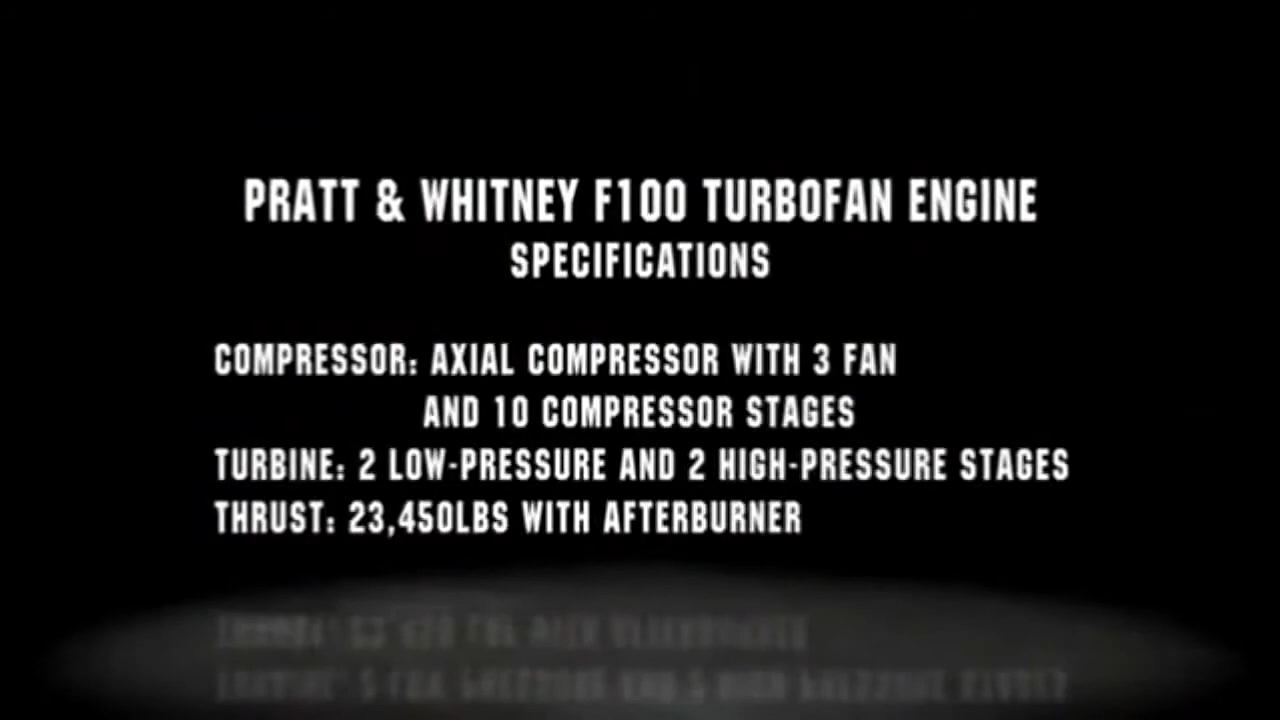 PRATT & WHITNEY F100 TURBOFAN ENGINE
SPECIFICATIONS
COMPRESSOR: AXIAL COMPRESSOR WITH 3 FAN
AND 10 COMPRESSOR STAGES
TURBINE: 2 LOW-PRESSURE AND 2 HIGH-PRESSURE STAGES
THRUST: 23,450LBS WITH AFTERBURNER